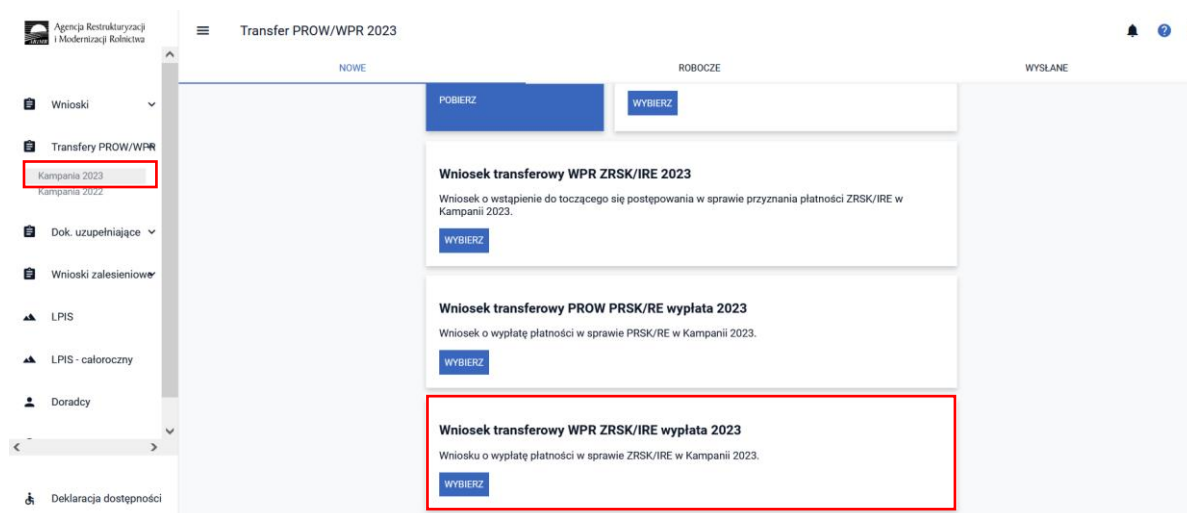 Agencja Restrukturyzacji
i Modernizacji Rolnictwa
Transfer PROW/WPR 2023
NOWE
ROBOCZE
WYSŁANE
Wnioski
Transfery PROW/WPR
Kampania 2023
Kampania 2022
Dok. uzupełniające
Wnioski zalesieniowe
LPIS
LPIS - całoroczny
Doradcy
Deklaracja dostępności
POBIERZ
WYBIERZ
Wniosek transferowy WPR ZRSK/IRE 2023
Wniosek o wstąpienie do toczącego się postępowania w sprawie przyznania płatności ZRSK/IRE w
Kampanii 2023.
WYBIERZ
Wniosek transferowy PROW PRSK/RE wypłata 2023
Wniosek o wypłatę płatności w sprawie PRSK/RE w Kampanii 2023.
WYBIERZ
Wniosek transferowy WPR ZRSK/IRE wypłata 2023
Wniosku o wypłatę płatności w sprawie ZRSK/IRE w Kampanii 2023.
WYBIERZ